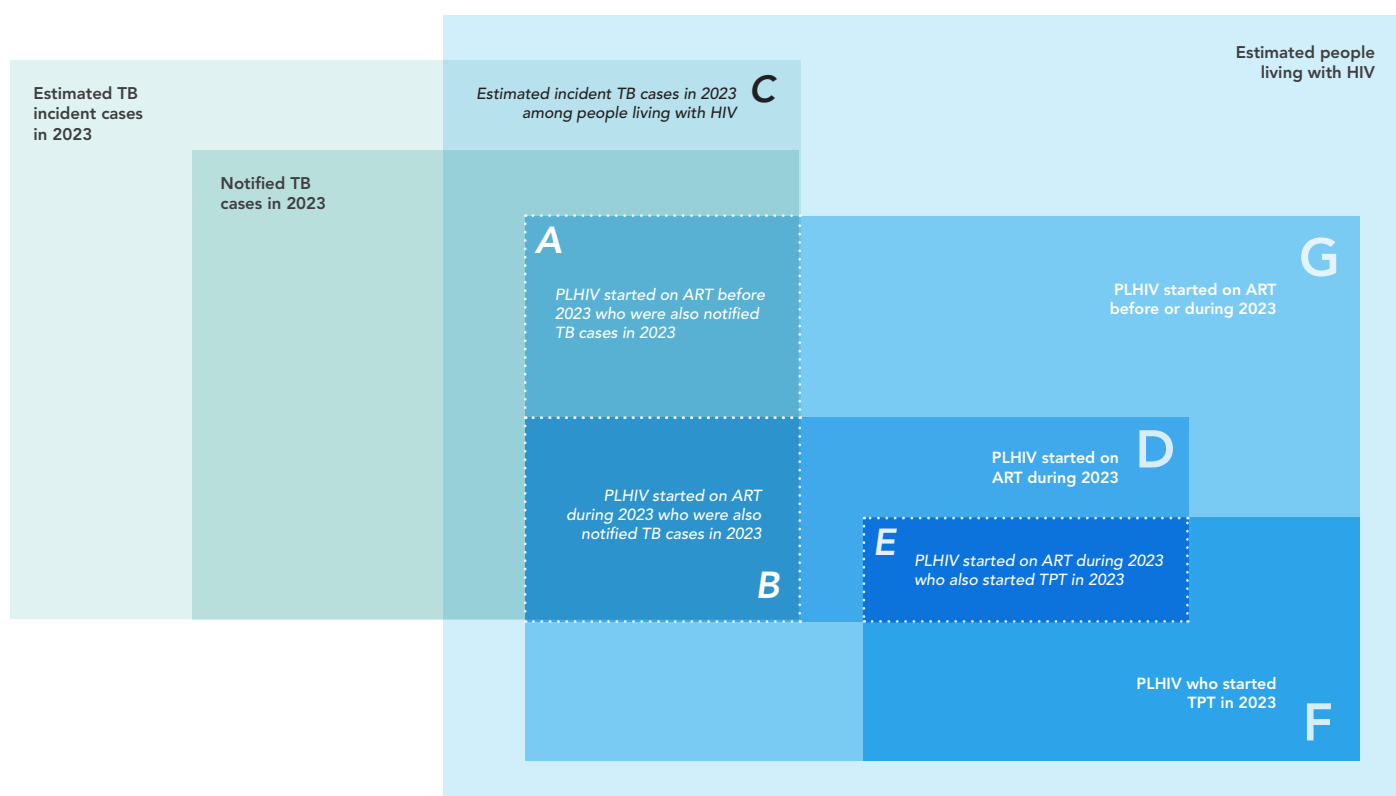 Estimated people
living with HIV
Estimated TB
incident cases
in 2023
Estimated incident TB cases in 2023
among people living with HIV
C
Notified TB
cases in 2023
A
PLHIV started on ART before
2023 who were also notified
TB cases in 2023
G
PLHIV started on ART
before or during 2023
D
PLHIV started on
ART during 2023
PLHIV started on ART
during 2023 who were also
notified TB cases in 2023
B
E
PLHIV started on ART during 2023
who also started TPT in 2023
PLHIV who started
TPT in 2023
F